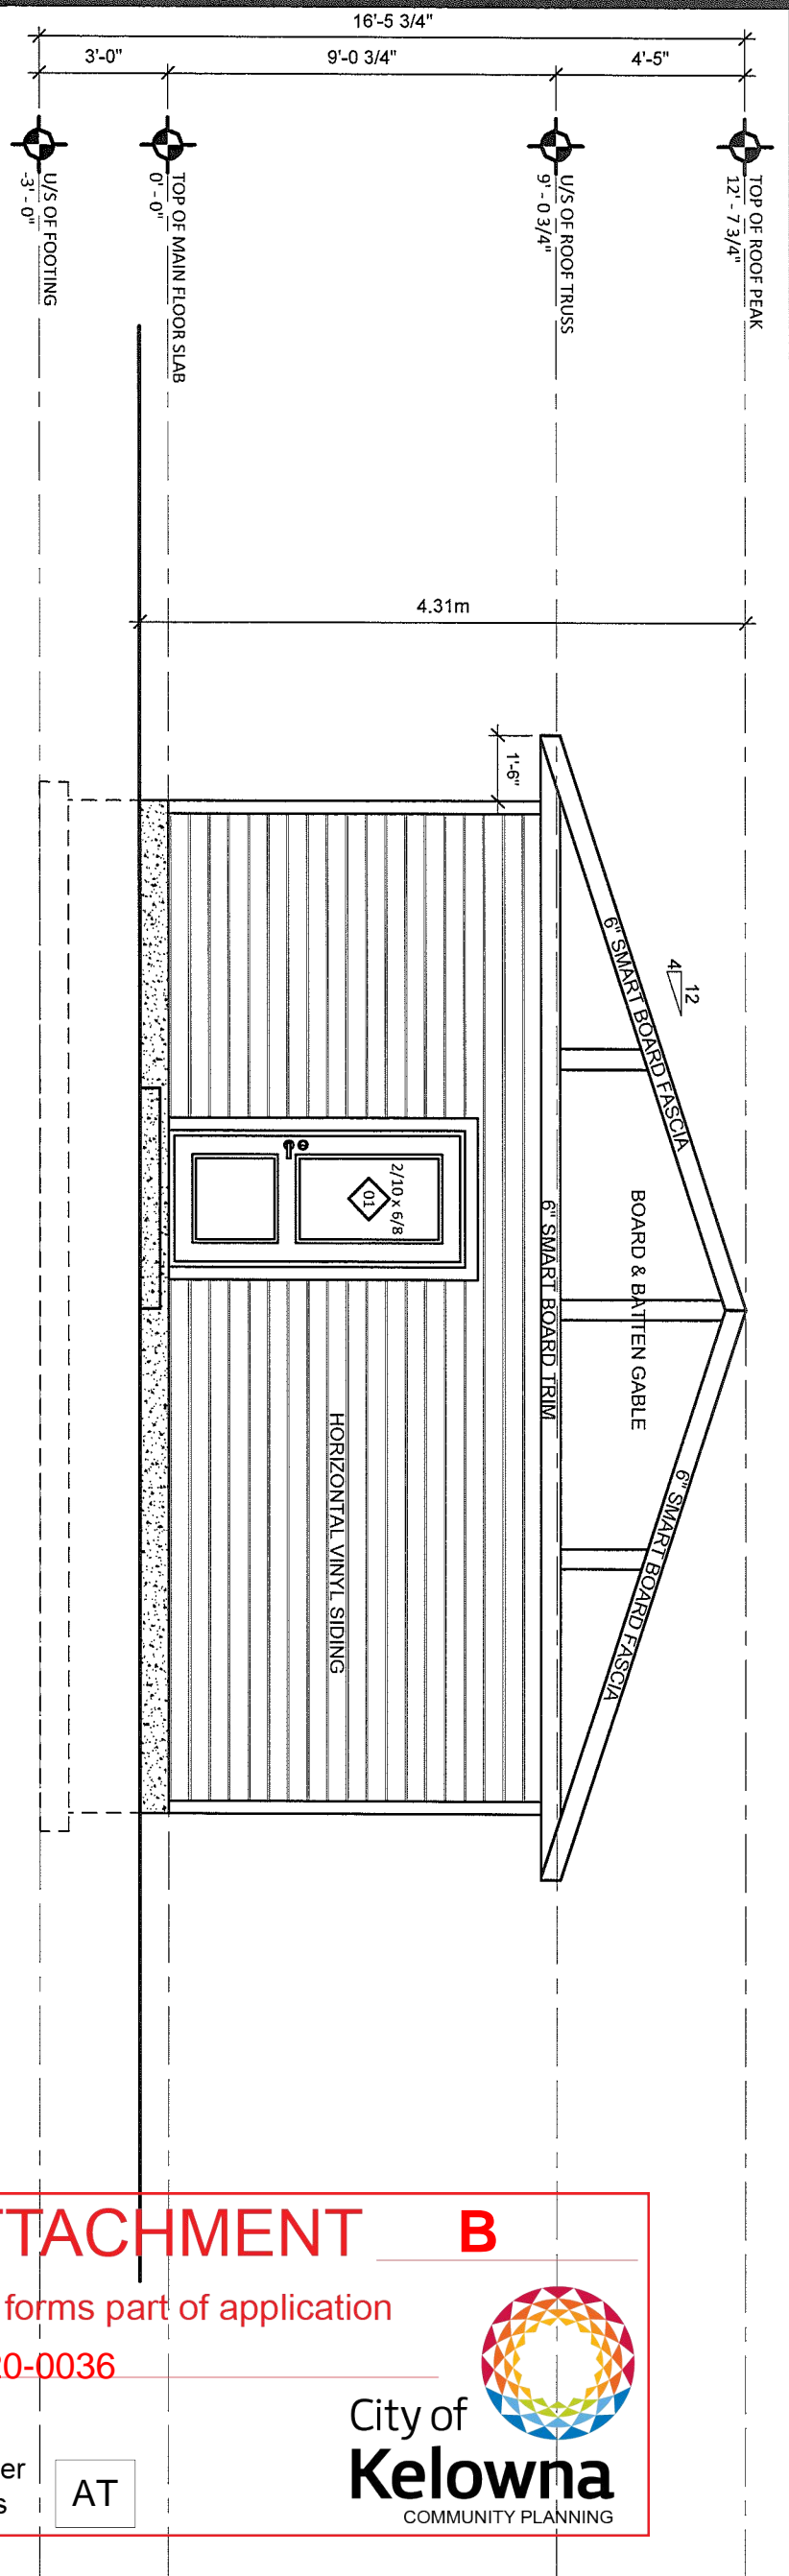 16'-5 3/4"
3'-0"
9'-0 3/4"
4'-5"
U/S OF FOOTING
-3' - 0"
TOP OF MAIN FLOOR SLAB
0' - 0"
U/S OF ROOF TRUSS
9' - 0 3/4"
TOP OF ROOF PEAK
12' - 7 3/4"
4.31m
1'-6"
12
4
6" SMART BOARD FASCIA
BOARD & BATTEN GABLE
6" SMART BOARD TRIM
6" SMART BOARD FASCIA
2/10 x 6/8
01
HORIZONTAL VINYL SIDING
TTACHMENT B
forms part of application
20-0036
City of
Kelowna
COMMUNITY PLANNING
er
s
AT